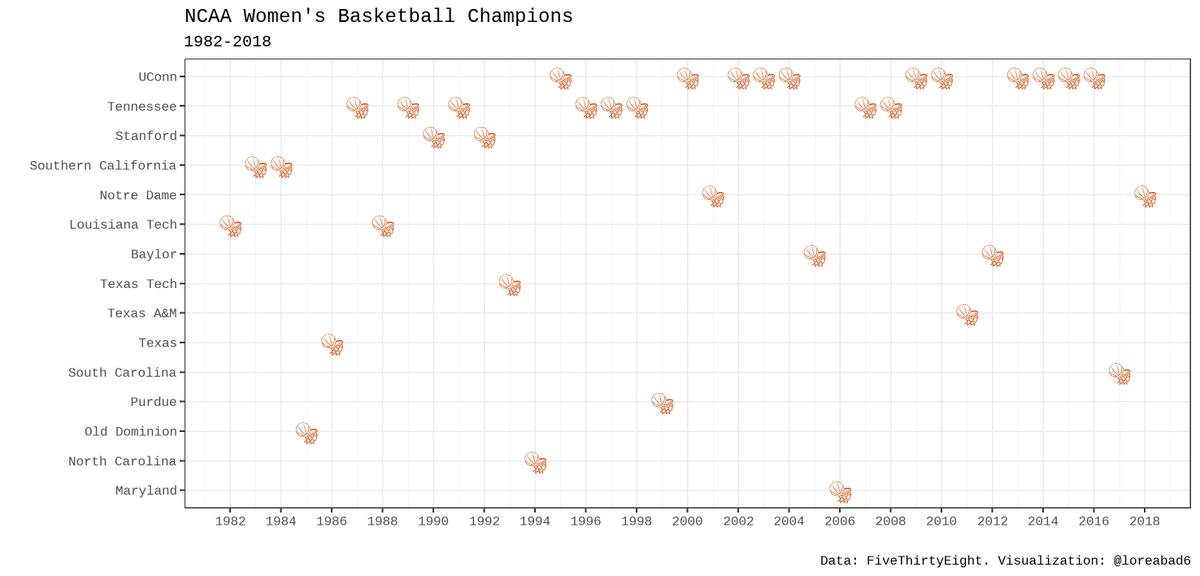 NCAA Women's Basketball Champions
1982-2018
UConn
Tennessee
Stanford
Southern California
Notre Dame
Louisiana Tech
Baylor
Texas Tech
Texas A&M
Texas
South Carolina
Purdue
Old Dominion
North Carolina
Maryland
1982 1984 1986 1988 1990 1992 1994 1996 1998 2000 2002 2004 2006 2008 2010 2012 2014 2016 2018
Data: FiveThirtyEight. Visualization: @loreabad6